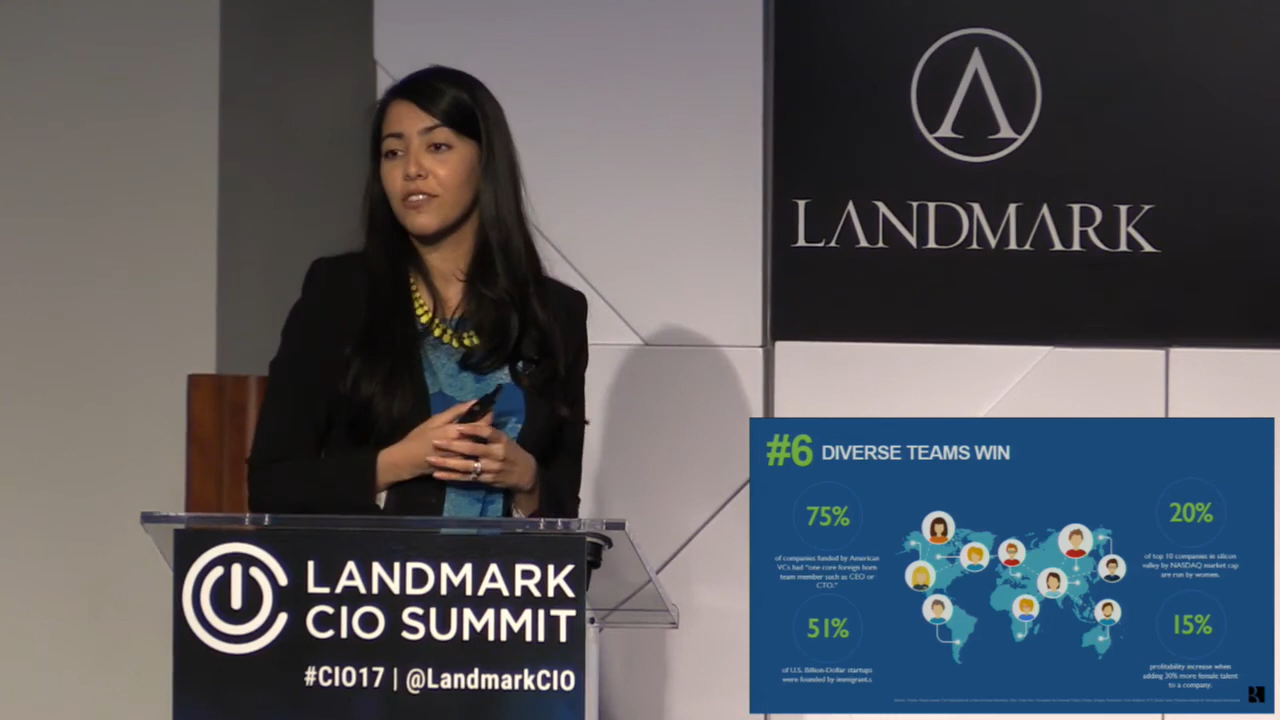 LANDMARK
LANDMARK
CIO SUMMIT
#CIO17 | @LandmarkCIO
#6 DIVERSE TEAMS WIN
75%
of companies funded by American
VCs had "one core foreign born
team member such as CEO or
CTO."
51%
of U.S. Billion-Dollar startups
were founded by immigrants
20%
of top 10 companies in silicon
valley by NASDAQ market cap
are run by women.
15%
profitability increase when
adding 30% more female talent
to a company.